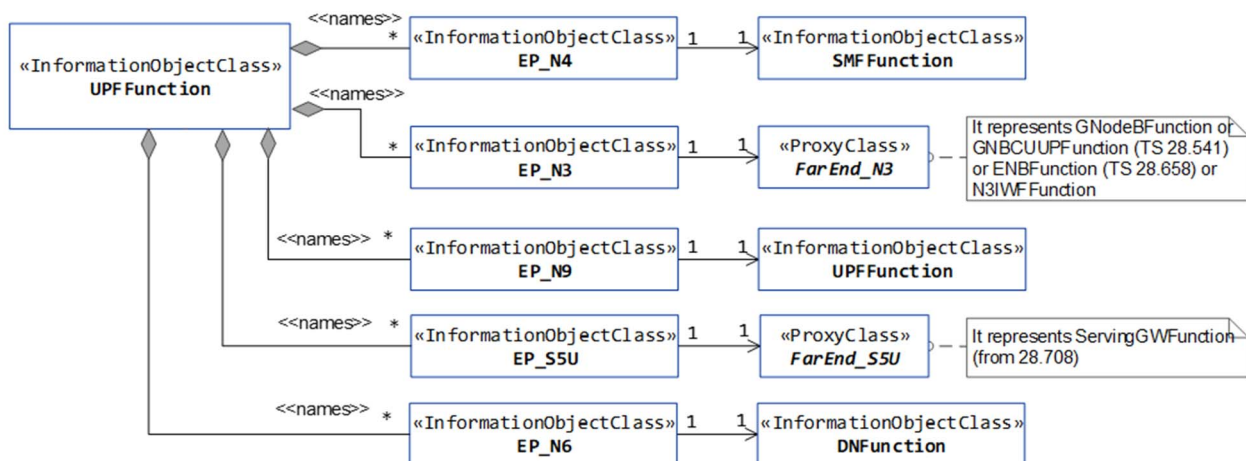 <<names>>
*
«InformationObjectClass»
EP_N4
1
1
«InformationObjectClass»
SMFFunction
«InformationObjectClass»
UPFFunction
<<names>>
*
«InformationObjectClass»
EP_N3
1
1
«ProxyClass»
FarEnd_N3
It represents GNodeBFunction or
GNBCUUPFunction (TS 28.541)
or ENBFunction (TS 28.658) or
N3IWFFunction
<<names>>
*
«InformationObjectClass»
EP_N9
1
1
«InformationObjectClass»
UPFFunction
<<names>>
*
«InformationObjectClass»
EP_S5U
1
1
«ProxyClass»
FarEnd_S5U
It represents ServingGWFunction
(from 28.708)
<<names>>
*
«InformationObjectClass»
EP_N6
1
1
«InformationObjectClass»
DNFunction